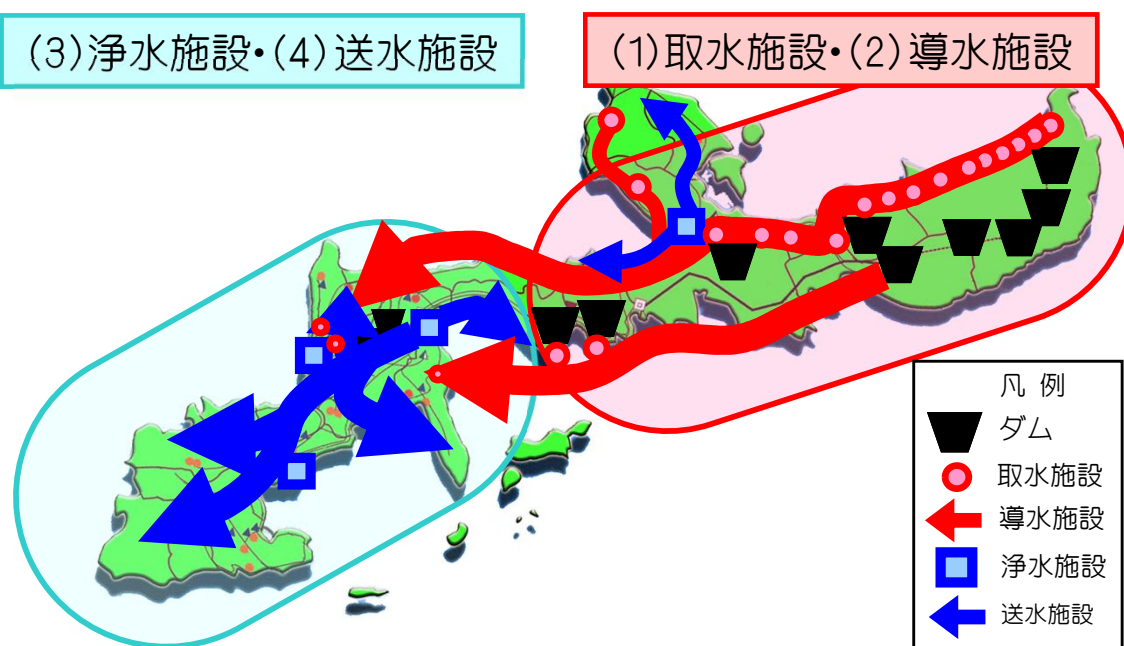 (3)浄水施設・(4)送水施設
(1)取水施設・(2)導水施設
凡 例
ダム
取水施設
導水施設
浄水施設
送水施設